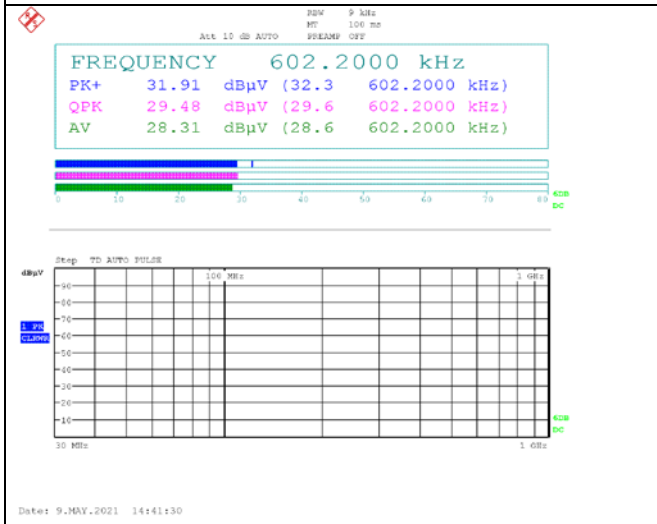 RBW 9 kHz
MT 100 ms
Att 10 dB AUTO PREAMP OFF
FREQUENCY 602.2000 kHz
PK+ 31.91 dBµV (32.3 602.2000 kHz)
QPK 29.48 dBµV (29.6 602.2000 kHz)
AV 28.31 dBµV (28.6 602.2000 kHz)
0 10 20 30 40 50 60 70 80
6DB
DC
Step TD AUTO PULSE
dBµV
100 MHz 1 GHz
90
80
70
1 PK
CLRWR
60
50
40
30
20
10
6DB
DC
30 MHz 1 GHz
Date: 9.MAY.2021 14:41:30